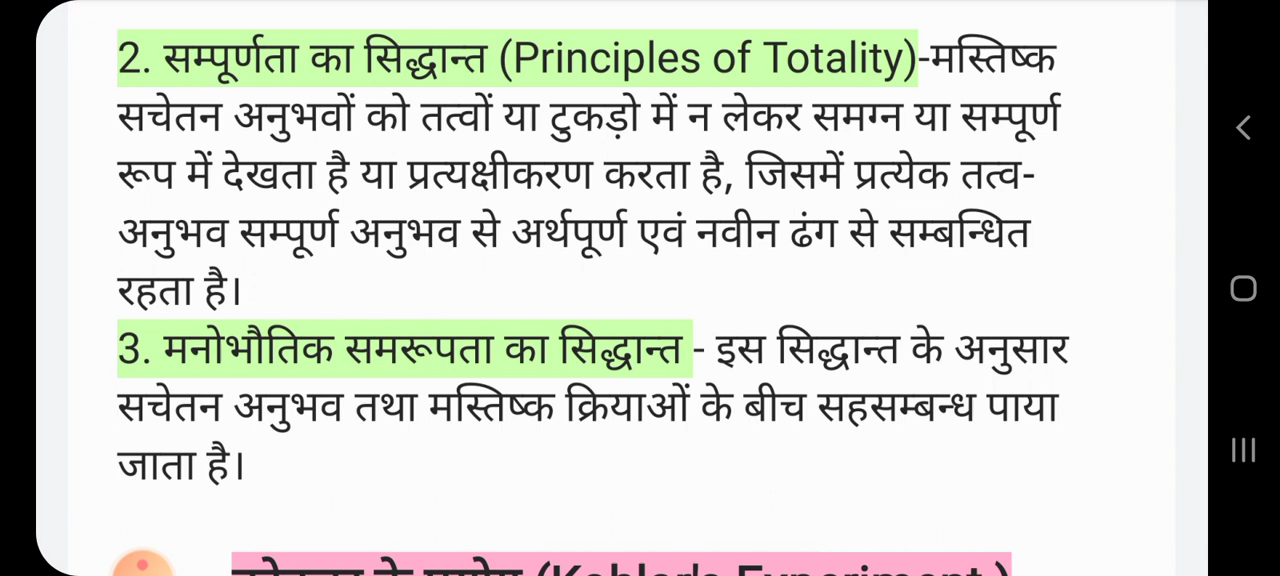 2. सम्पूर्णता का सिद्धान्त (Principles of Totality)-मस्तिष्क
सचेतन अनुभवों को तत्वों या टुकड़ो में न लेकर समग्न या सम्पूर्ण
रूप में देखता है या प्रत्यक्षीकरण करता है, जिसमें प्रत्येक तत्व-
अनुभव सम्पूर्ण अनुभव से अर्थपूर्ण एवं नवीन ढंग से सम्बन्धित
रहता है।
3. मनोभौतिक समरूपता का सिद्धान्त - इस सिद्धान्त के अनुसार
सचेतन अनुभव तथा मस्तिष्क क्रियाओं के बीच सहसम्बन्ध पाया
जाता है।
के (Kohler's Experiment )